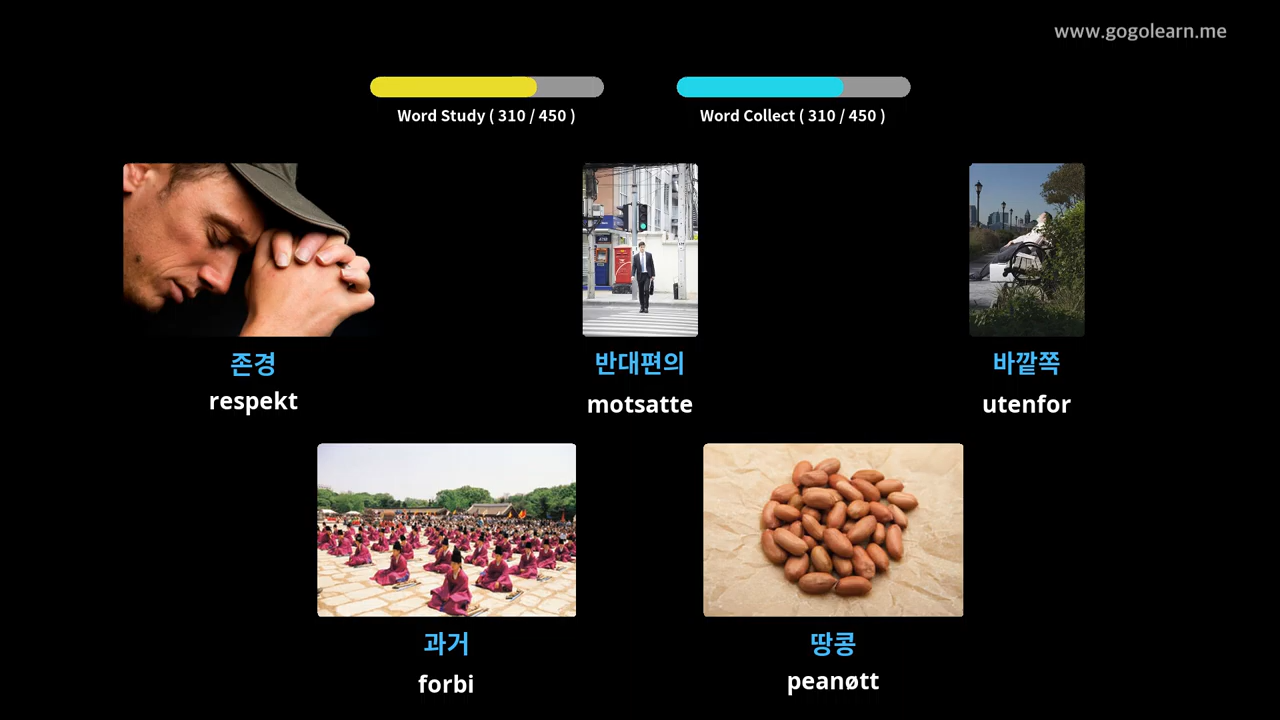 www.gogolearn.me
Word Study ( 310 / 450 )
Word Collect ( 310 / 450 )
존경
respekt
반대편의
motsatte
바깥쪽
utenfor
과거
forbi
땅콩
peanøtt